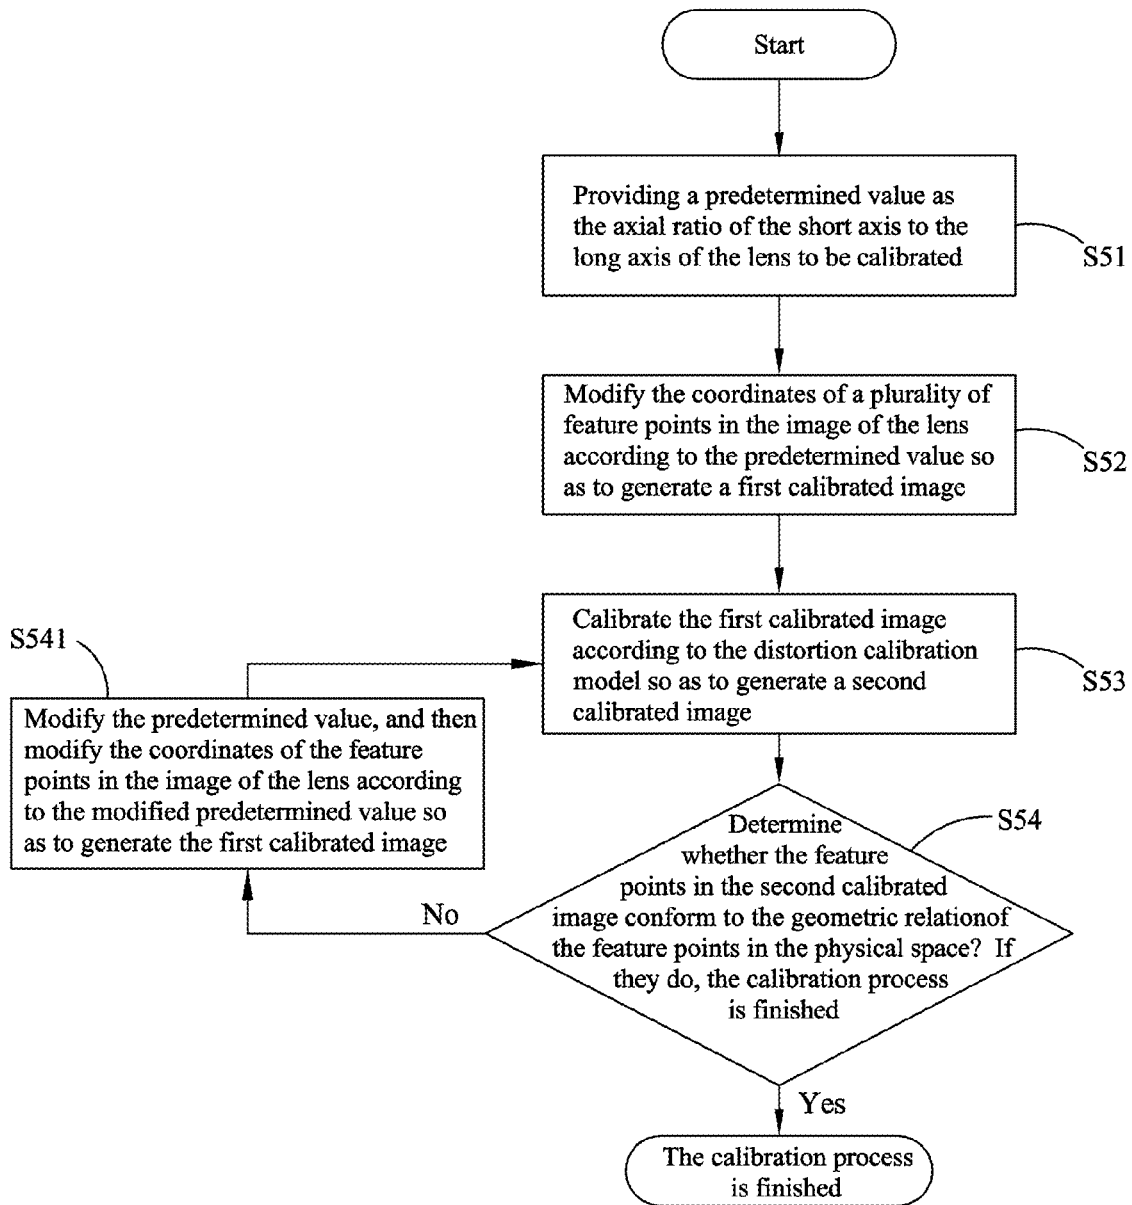 Start
Providing a predetermined value as
the axial ratio of the short axis to the
long axis of the lens to be calibrated
S51
Modify the coordinates of a plurality of
feature points in the image of the lens
according to the predetermined value so
as to generate a first calibrated image
S52
Calibrate the first calibrated image
according to the distortion calibration
model so as to generate a second
calibrated image
S53
S541
Modify the predetermined value, and then
modify the coordinates of the feature
points in the image of the lens according
to the modified predetermined value so
as to generate the first calibrated image
Determine
whether the feature
points in the second calibrated
image conform to the geometric relationof
the feature points in the physical space? If
they do, the calibration process
is finished
S54
No
Yes
The calibration process
is finished